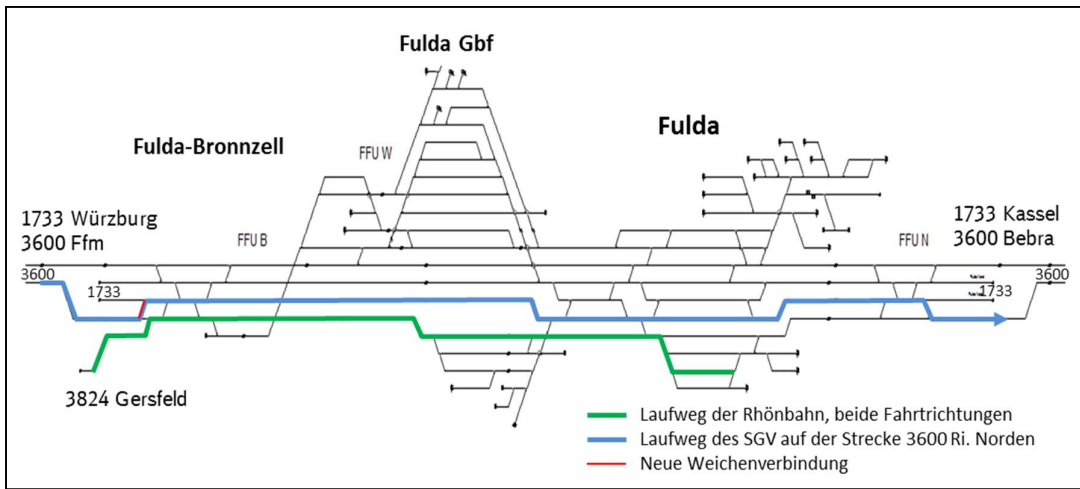 Fulda Gbf
Fulda
Fulda-Bronnzell
FFU W
1733 Würzburg
3600 Ffm
FFU B
1733 Kassel
3600 Bebra
FFU N
3600
3600
1733
1733
3824 Gersfeld
Laufweg der Rhönbahn, beide Fahrtrichtungen
Laufweg des SGV auf der Strecke 3600 Ri. Norden
Neue Weichenverbindung